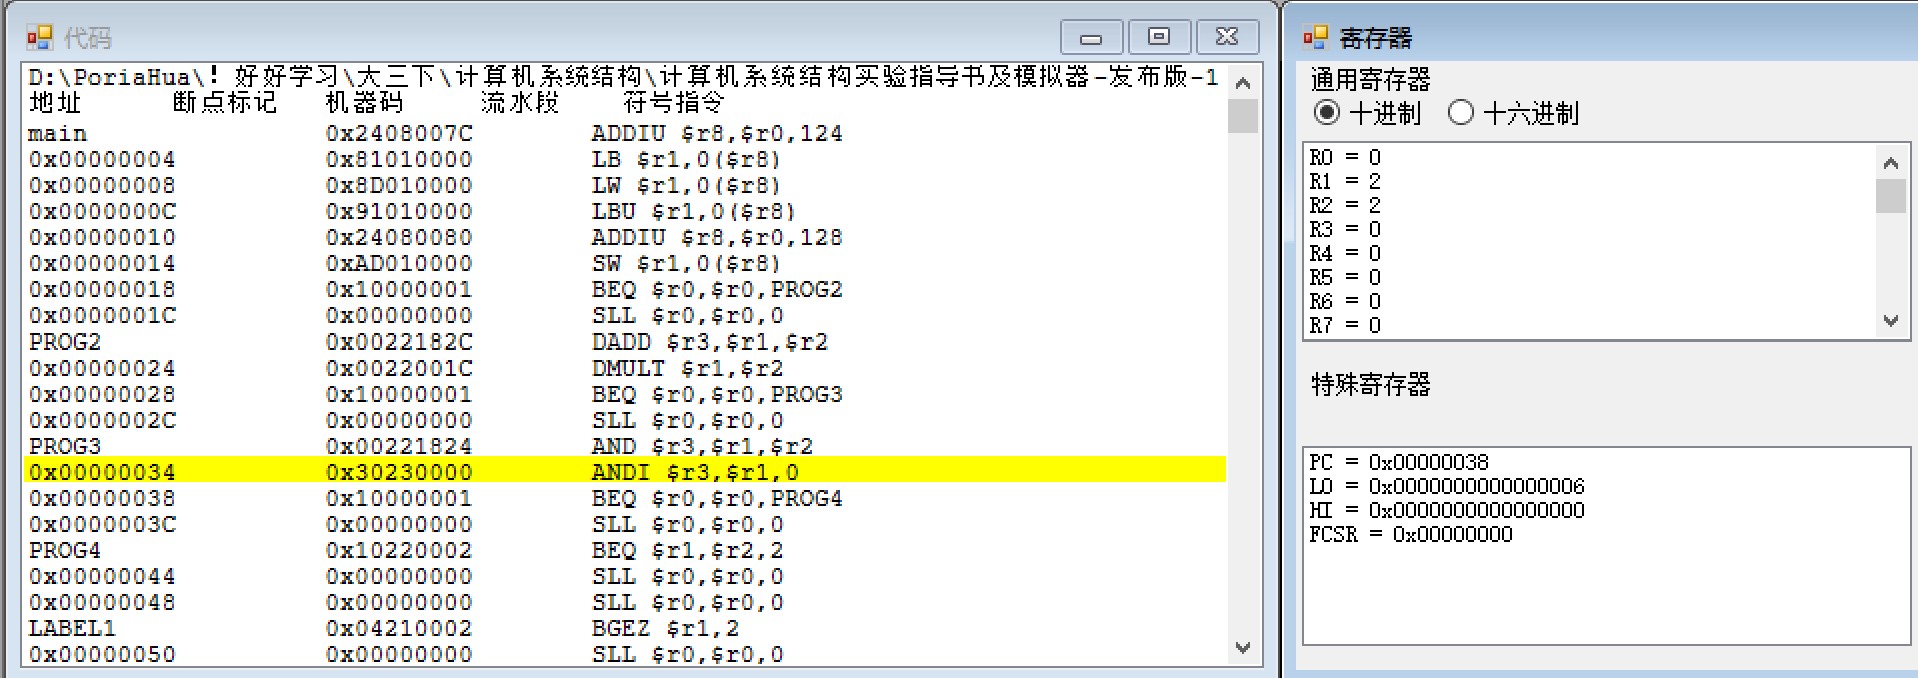 代码
D:\PoriaHua\! 好好学习\大三下\计算机系统结构\计算机系统结构实验指导书及模拟器-发布版-1
地址 断点标记 机器码 流水段 符号指令
main 0x2408007C ADDIU $r8,$r0,124
0x00000004 0x81010000 LB $r1,0($r8)
0x00000008 0x8D010000 LW $r1,0($r8)
0x0000000C 0x91010000 LBU $r1,0($r8)
0x00000010 0x24080080 ADDIU $r8,$r0,128
0x00000014 0xAD010000 SW $r1,0($r8)
0x00000018 0x10000001 BEQ $r0,$r0,PROG2
0x0000001C 0x00000000 SLL $r0,$r0,0
PROG2 0x0022182C DADD $r3,$r1,$r2
0x00000024 0x0022001C DMULT $r1,$r2
0x00000028 0x10000001 BEQ $r0,$r0,PROG3
0x0000002C 0x00000000 SLL $r0,$r0,0
PROG3 0x00221824 AND $r3,$r1,$r2
0x00000034 0x30230000 ANDI $r3,$r1,0
0x00000038 0x10000001 BEQ $r0,$r0,PROG4
0x0000003C 0x00000000 SLL $r0,$r0,0
PROG4 0x10220002 BEQ $r1,$r2,2
0x00000044 0x00000000 SLL $r0,$r0,0
0x00000048 0x00000000 SLL $r0,$r0,0
LABEL1 0x04210002 BGEZ $r1,2
0x00000050 0x00000000 SLL $r0,$r0,0
寄存器
通用寄存器
十进制 十六进制
R0 = 0
R1 = 2
R2 = 2
R3 = 0
R4 = 0
R5 = 0
R6 = 0
R7 = 0
特殊寄存器
PC = 0x00000038
LO = 0x0000000000000006
HI = 0x0000000000000000
FCSR = 0x00000000